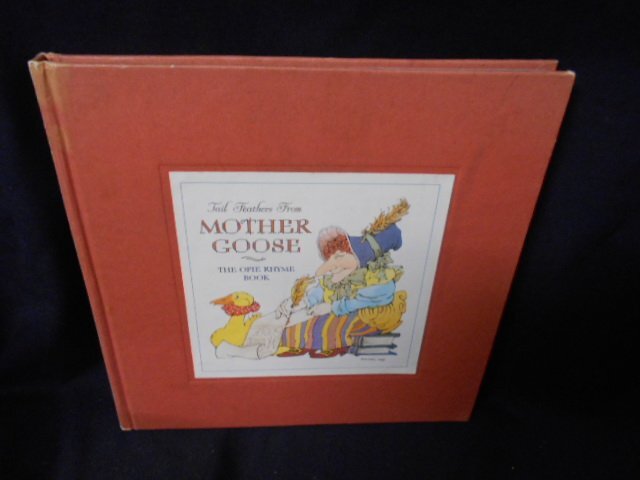 Tail Feathers From
MOTHER
GOOSE
THE OPIE RHYME
BOOK